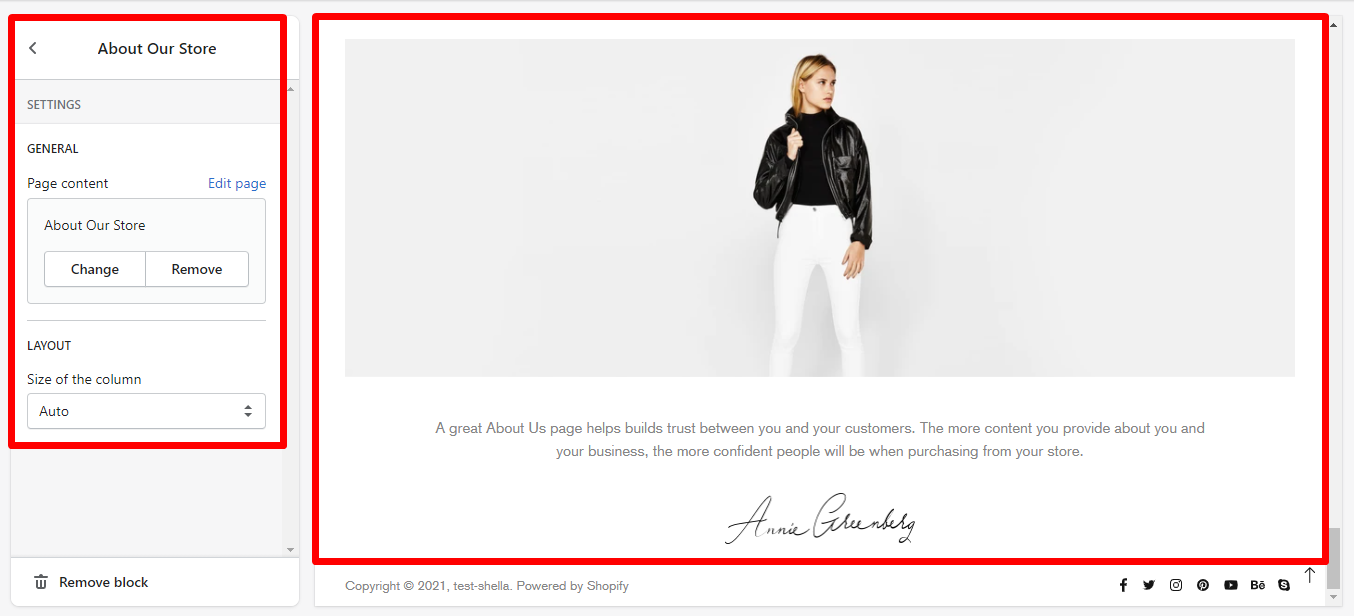 About Our Store
SETTINGS
GENERAL
Page content
Edit page
About Our Store
Change
Remove
LAYOUT
Size of the column
Auto
Remove block
A great About Us page helps builds trust between you and your customers. The more content you provide about you and
your business, the more confident people will be when purchasing from your store.
Annie Greenberg
Copyright © 2021, test-shella. Powered by Shopify
Bē